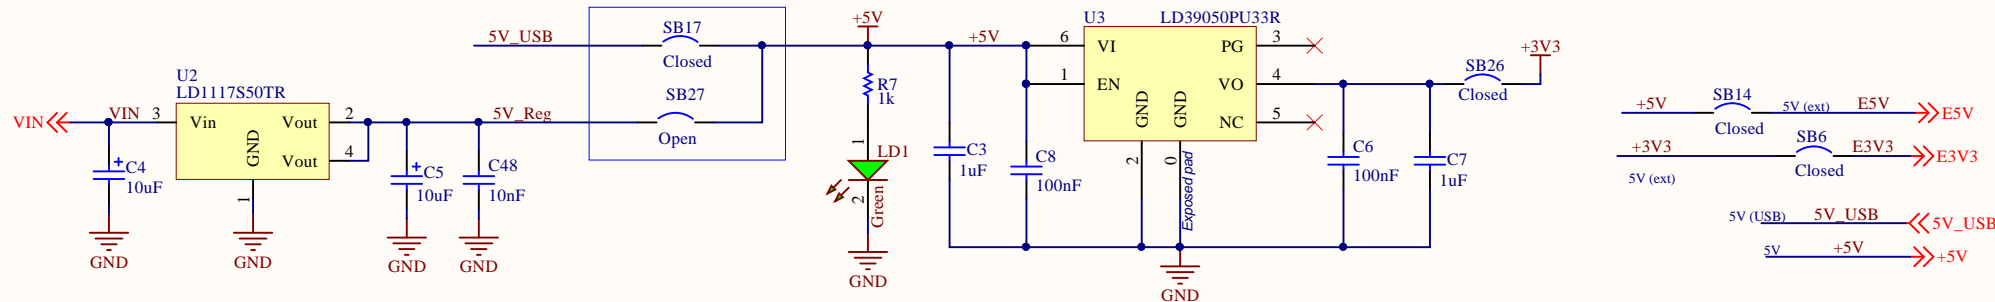 VIN
VIN
3
U2
LD1117S50TR
Vin
GND
Vout
Vout
2
4
1
GND
C4
10uF
GND
C5
10uF
GND
C48
10nF
GND
5V_USB
5V_Reg
SB17
Closed
SB27
Open
+5V
R7
1k
1
LD1
2
Green
GND
+5V
C3
1uF
C8
100nF
U3
LD39050PU33R
6
VI
1
EN
GND
GND
PG
3
VO
4
NC
5
2
0
Exposed pad
GND
C6
100nF
C7
1uF
SB26
Closed
+3V3
+5V
SB14
Closed
5V (ext)
E5V
E5V
+3V3
SB6
Closed
E3V3
E3V3
5V (ext)
5V (USB)
5V_USB
5V_USB
5V
+5V
+5V